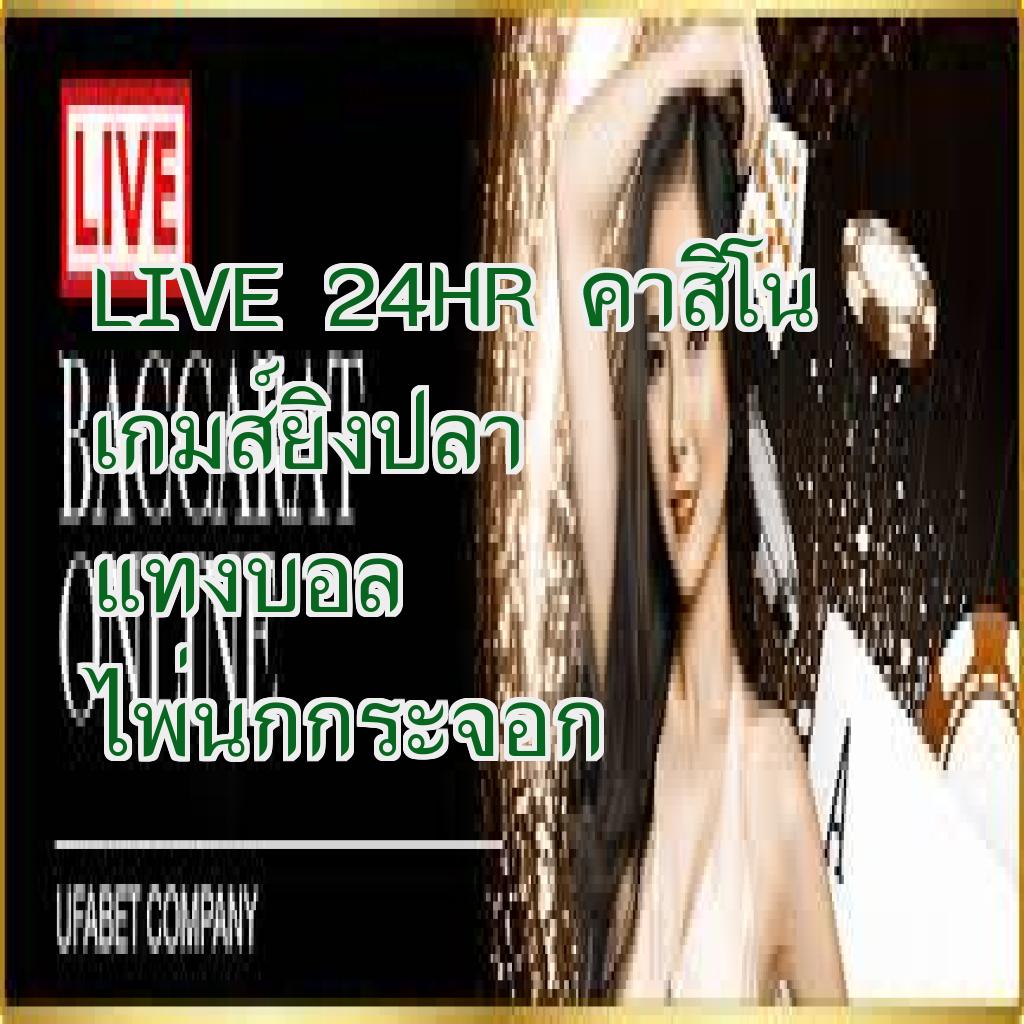 LIVE
LIVE 24HR คาสิโน
BACCARAT
เกมส์ยิงปลา
ONLINE
แทงบอล
ไพ่นกกระจอก
UFABET COMPANY
A